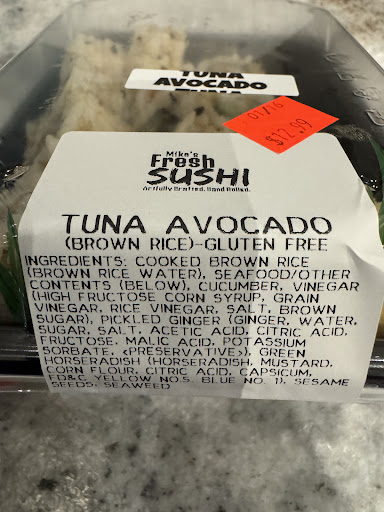 TUNA
AVOCADO
01/16
$12.99
Mike's
Fresh
SUSHI
Artfully Crafted. Hand Rolled.
TUNA AVOCADO
(BROWN RICE)-GLUTEN FREE
INGREDIENTS: COOKED BROWN RICE
(BROWN RICE WATER), SEAFOOD/OTHER
CONTENTS (BELOW), CUCUMBER, VINEGAR
(HIGH FRUCTOSE CORN SYRUP, GRAIN
VINEGAR, RICE VINEGAR, SALT, BROWN
SUGAR), PICKLED GINGER (GINGER, WATER,
SUGAR, SALT, ACETIC ACID, CITRIC ACID,
FRUCTOSE, MALIC ACID, POTASSIUM
SORBATE, <PRESERVATIVE>), GREEN
HORSERADISH (HORSERADISH, MUSTARD,
CORN FLOUR, CITRIC ACID, CAPSICUM,
FD&C YELLOW NO.5, BLUE NO. 1), SESAME
SEEDS, SEAWEED